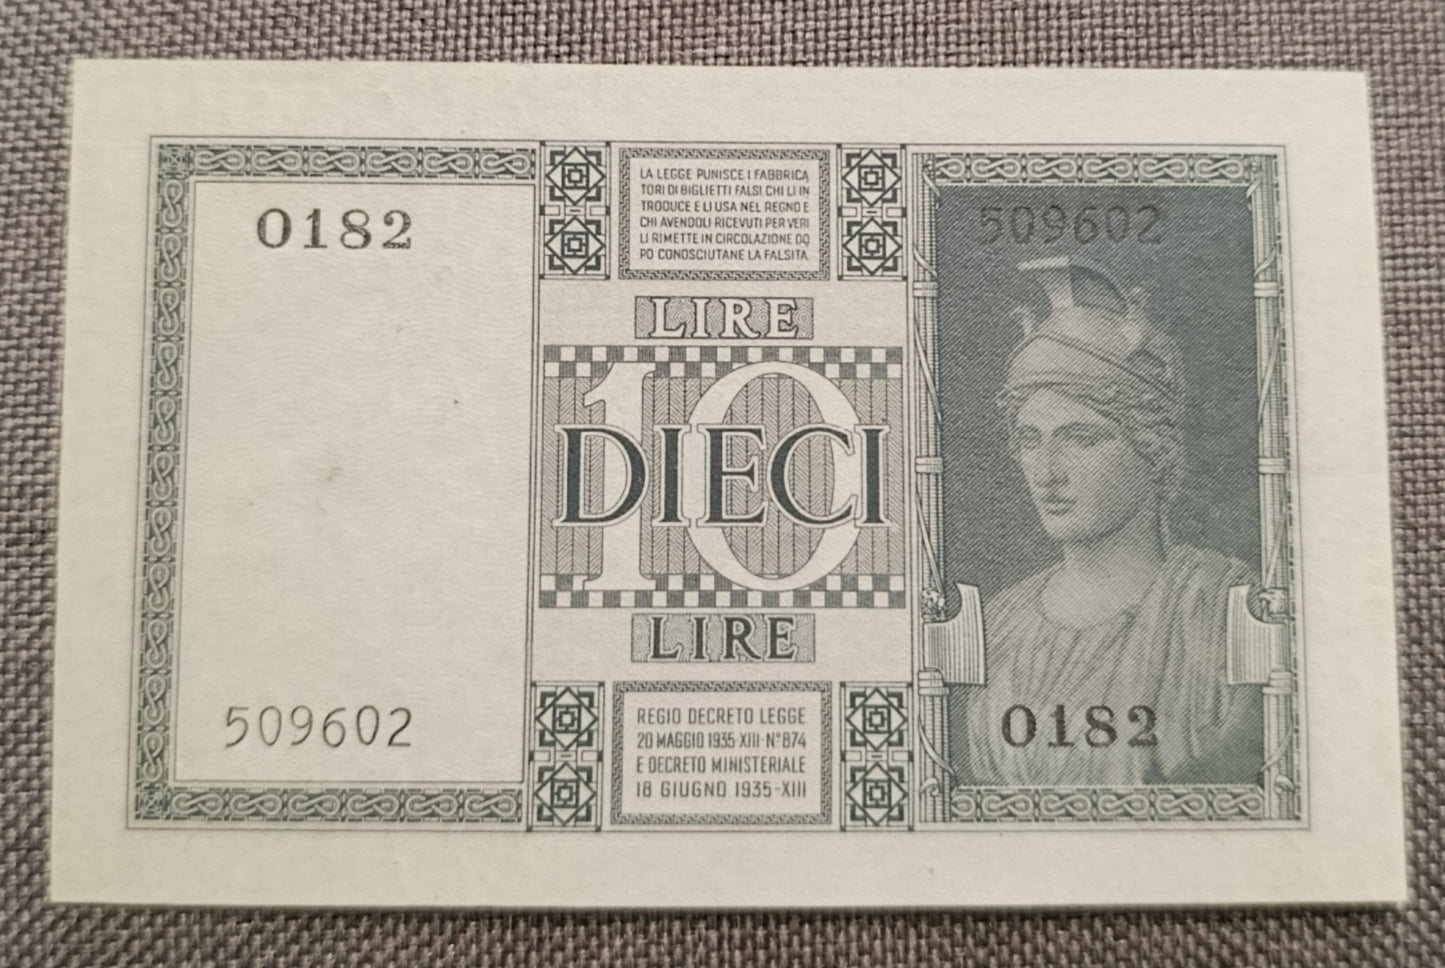 0182
509602
LA LEGGE PUNISCE I FABBRICA
TORI DI BIGLIETTI FALSI CHI LI IN
TRODUCE E LI USA NEL REGNO E
CHI AVENDOLI RICEVUTI PER VERI
LI RIMETTE IN CIRCOLAZIONE DO
PO CONOSCIUTANE LA FALSITA
LIRE
10
DIECI
LIRE
REGIO DECRETO LEGGE
20 MAGGIO 1935-XIII-N° 874
E DECRETO MINISTERIALE
18 GIUGNO 1935-XIII
509602
0182